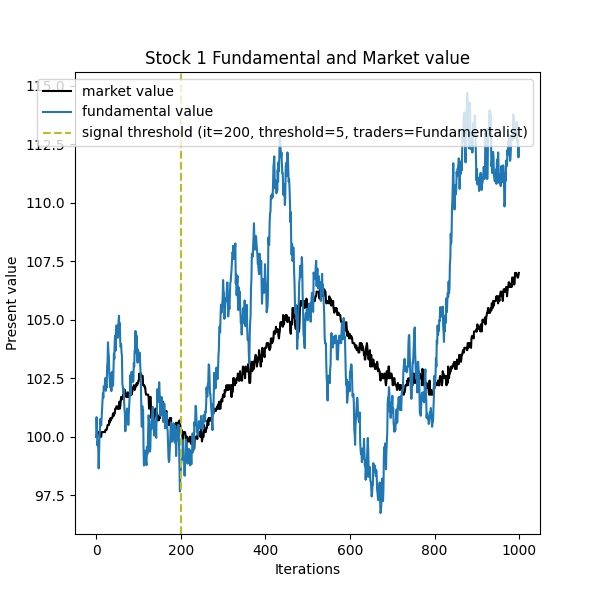 Stock 1 Fundamental and Market value
market value
fundamental value
signal threshold (it=200, threshold=5, traders=Fundamentalist)
115.0
112.5
110.0
107.5
105.0
102.5
100.0
97.5
Present value
0 200 400 600 800 1000
Iterations